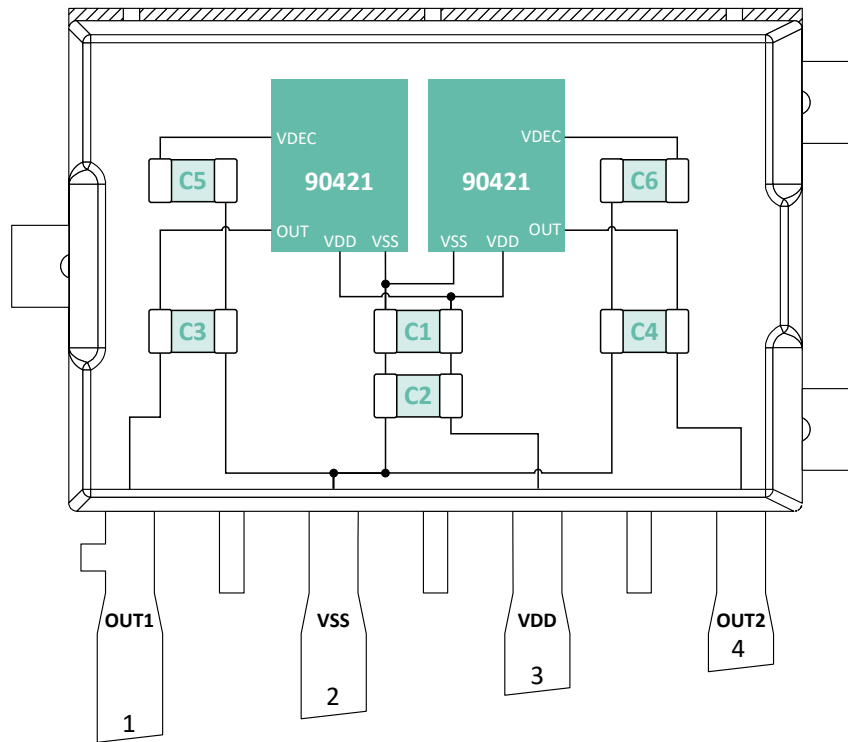 VDEC VDEC
C5 90421 90421 C6
OUT VDD VSS VSS VDD OUT
C3 C1 C4
C2
OUT1 VSS VDD OUT2
1 2 3 4